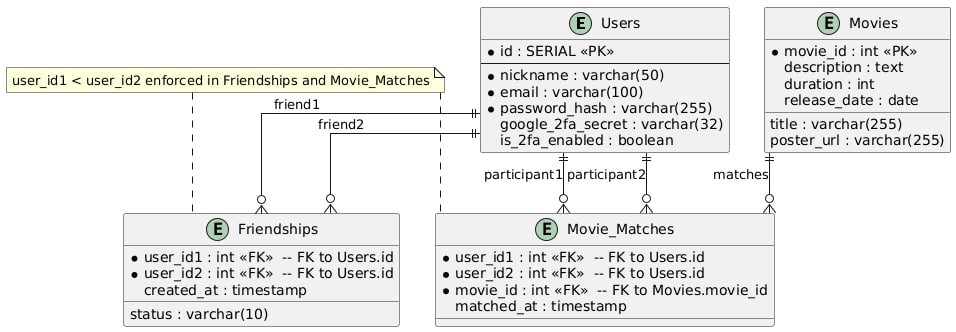 E Users
* id : SERIAL «PK»
* nickname : varchar(50)
* email : varchar(100)
* password_hash : varchar(255)
google_2fa_secret : varchar(32)
is_2fa_enabled : boolean
E Movies
* movie_id : int «PK»
description : text
duration : int
release_date : date
title : varchar(255)
poster_url : varchar(255)
user_id1 < user_id2 enforced in Friendships and Movie_Matches
friend1
friend2
participant1
participant2
matches
E Friendships
* user_id1 : int «FK»  -- FK to Users.id
* user_id2 : int «FK»  -- FK to Users.id
created_at : timestamp
status : varchar(10)
E Movie_Matches
* user_id1 : int «FK»  -- FK to Users.id
* user_id2 : int «FK»  -- FK to Users.id
* movie_id : int «FK»  -- FK to Movies.movie_id
matched_at : timestamp